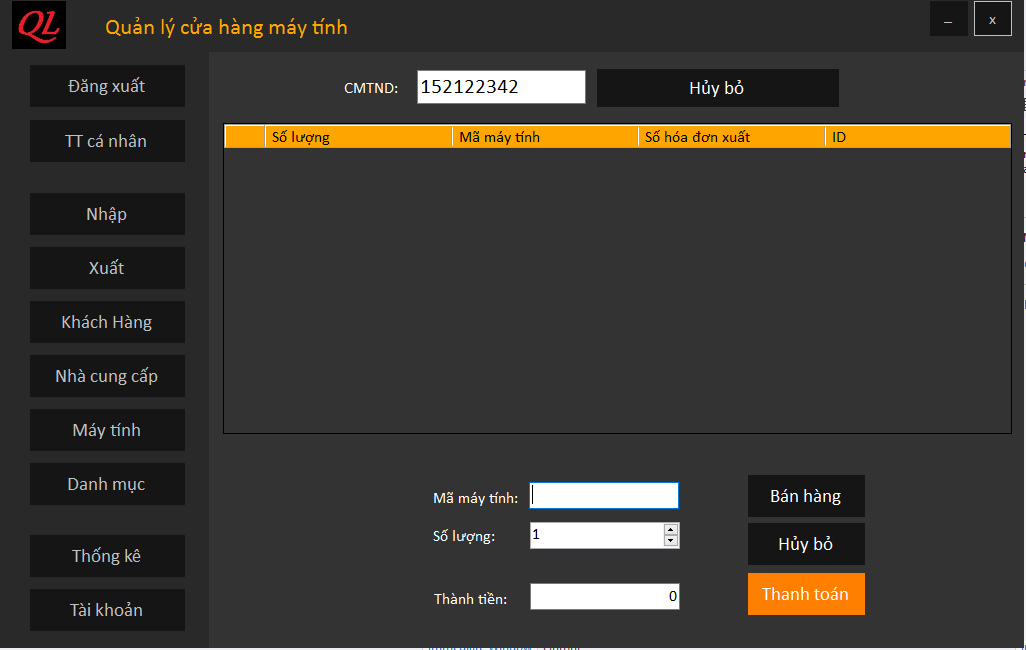 QL
Quản lý cửa hàng máy tính
_
x
Đăng xuất
TT cá nhân
Nhập
Xuất
Khách Hàng
Nhà cung cấp
Máy tính
Danh mục
Thống kê
Tài khoản
CMTND: 152122342 Hủy bỏ
Số lượng Mã máy tính Số hóa đơn xuất ID
Mã máy tính:
Số lượng: 1
Thành tiền: 0
Bán hàng
Hủy bỏ
Thanh toán